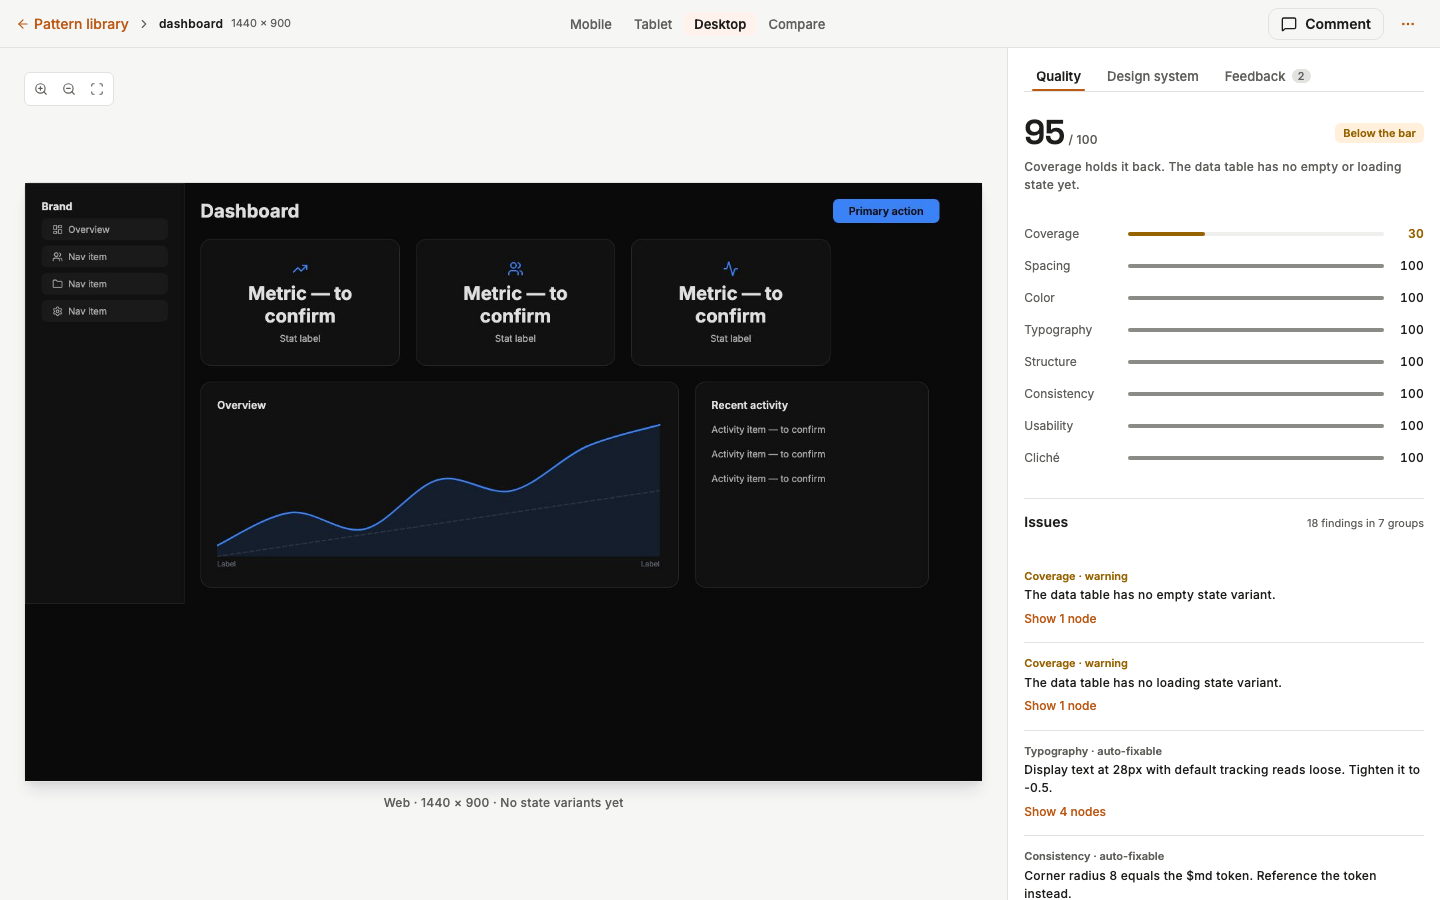 Pattern library
dashboard
1440 × 900
Mobile
Tablet
Desktop
Compare
Comment
Brand
Overview
Nav item
Nav item
Nav item
Dashboard
Primary action
Metric — to
confirm
Stat label
Metric — to
confirm
Stat label
Metric — to
confirm
Stat label
Overview
Label
Label
Recent activity
Activity item — to confirm
Activity item — to confirm
Activity item — to confirm
Web · 1440 × 900 · No state variants yet
Quality
Design system
Feedback 2
95 / 100
Below the bar
Coverage holds it back. The data table has no empty or loading
state yet.
Coverage 30
Spacing 100
Color 100
Typography 100
Structure 100
Consistency 100
Usability 100
Cliché 100
Issues
18 findings in 7 groups
Coverage · warning
The data table has no empty state variant.
Show 1 node
Coverage · warning
The data table has no loading state variant.
Show 1 node
Typography · auto-fixable
Display text at 28px with default tracking reads loose. Tighten it to
-0.5.
Show 4 nodes
Consistency · auto-fixable
Corner radius 8 equals the $md token. Reference the token
instead.